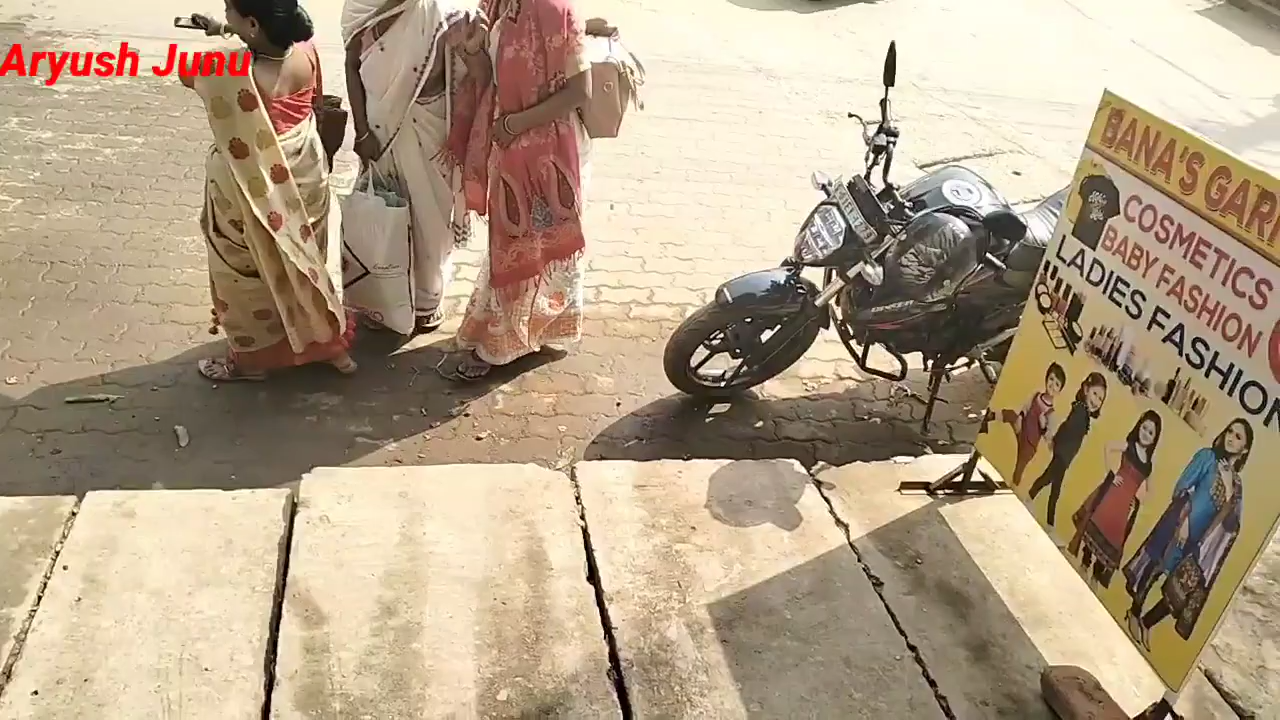 Aryush Junu
BANA'S GAR
COSMETICS
BABY FASHION
LADIES FASHION